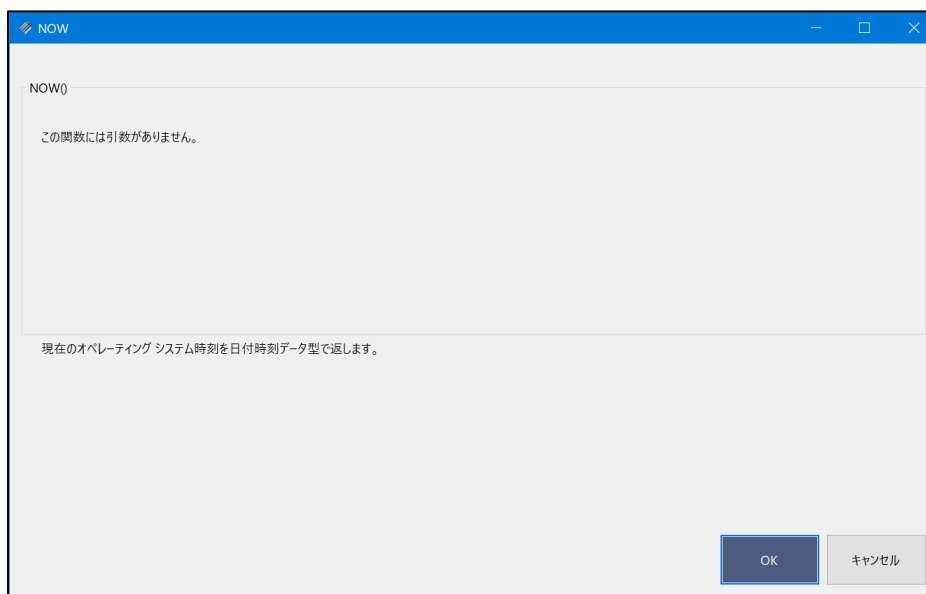 NOW
NOW()
この関数には引数がありません。
現在のオペレーティング システム時刻を日付時刻データ型で返します。
OK
キャンセル